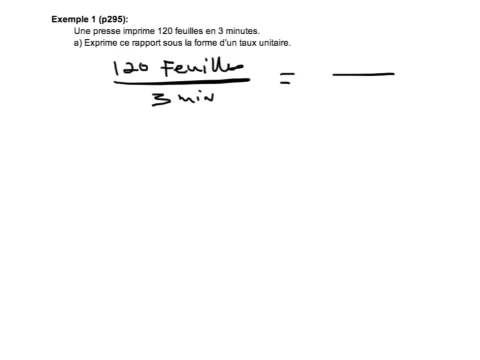 Exemple 1 (p295):
Une presse imprime 120 feuilles en 3 minutes.
a) Exprime ce rapport sous la forme d'un taux unitaire.
120 Feuilles =
3 min